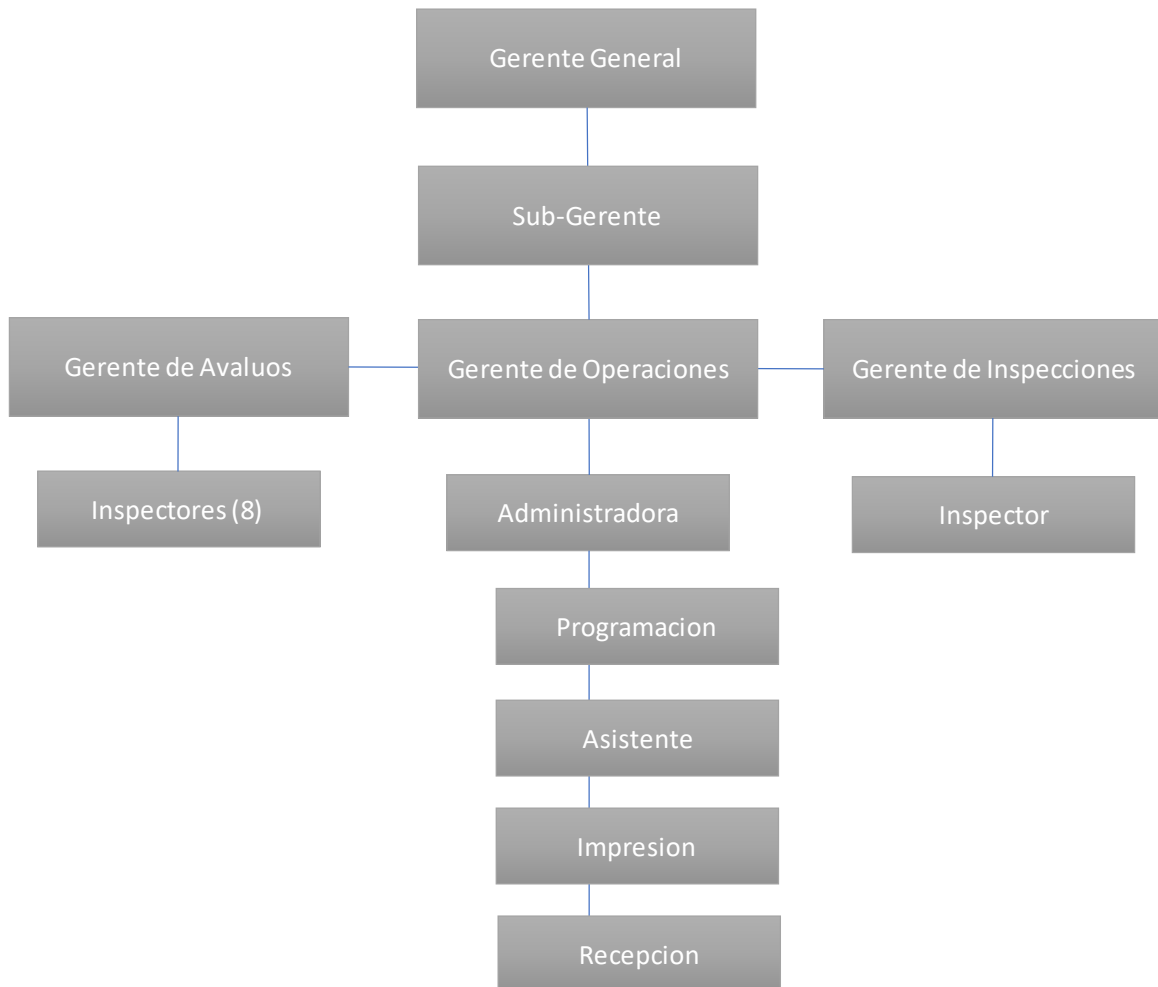 Gerente General
Sub-Gerente
Gerente de Avaluos
Gerente de Operaciones
Gerente de Inspecciones
Inspectores (8)
Administradora
Inspector
Programacion
Asistente
Impresion
Recepcion